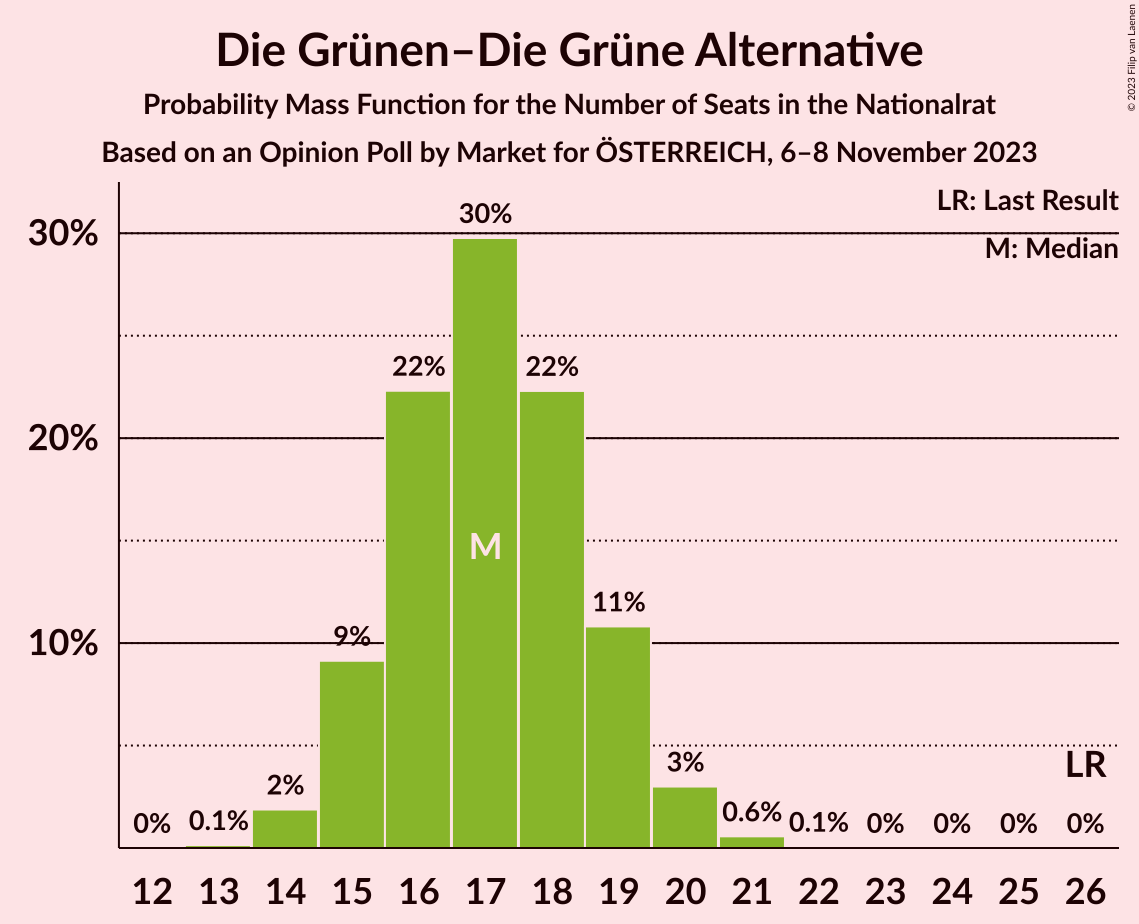 Die Grünen–Die Grüne Alternative
Probability Mass Function for the Number of Seats in the Nationalrat
Based on an Opinion Poll by Market for ÖSTERREICH, 6–8 November 2023
© 2023 Filip van Laenen
LR: Last Result
M: Median
30%
20%
10%
0%
0.1%
2%
9%
22%
30%
22%
11%
3%
0.6%
0.1%
0%
0%
0%
0%
M
LR
12 13 14 15 16 17 18 19 20 21 22 23 24 25 26